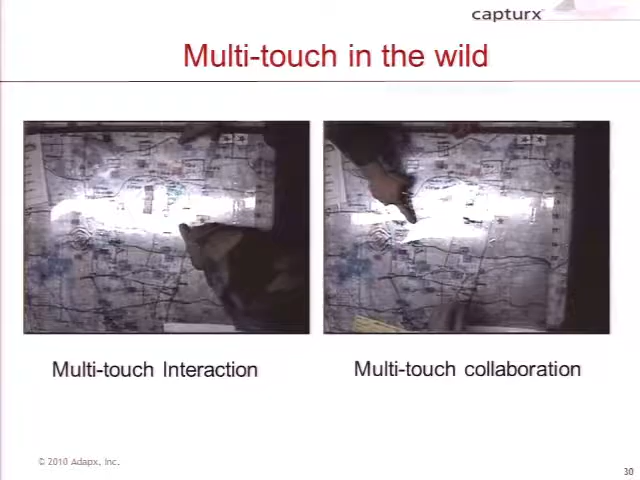 capturx
Multi-touch in the wild
Multi-touch Interaction
Multi-touch collaboration
© 2010 Adapx, Inc.
30